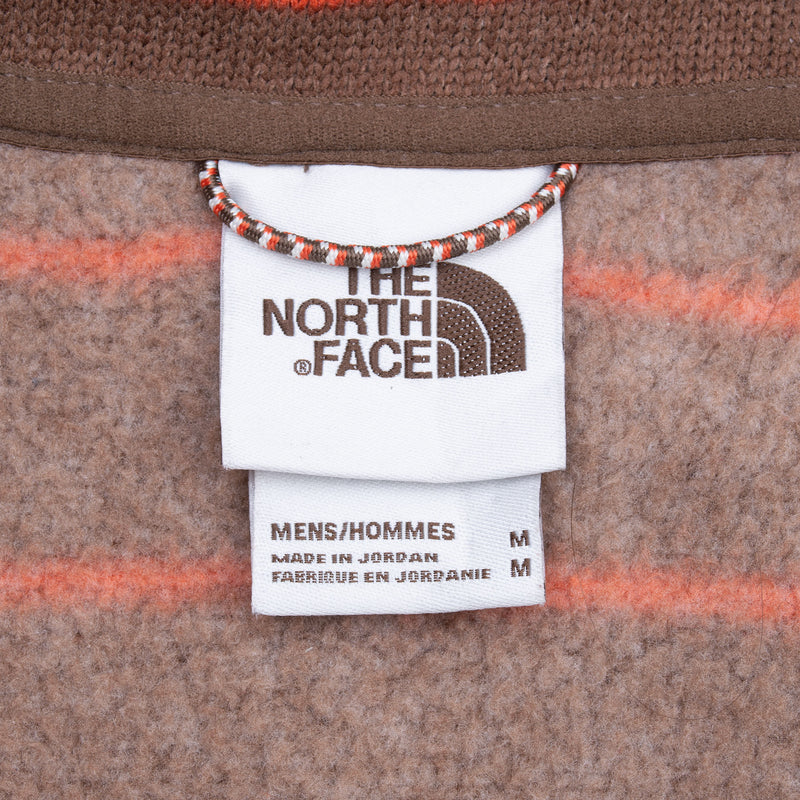 THE
NORTH
® FACE
MENS/HOMMES M
MADE IN JORDAN
FABRIQUE EN JORDANIE M